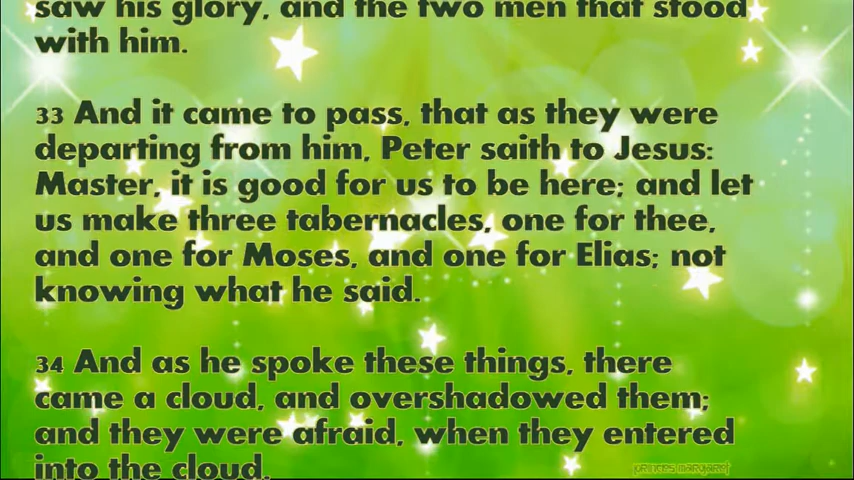 saw his glory, and the two men that stood
with him.
33 And it came to pass, that as they were
departing from him, Peter saith to Jesus:
Master, it is good for us to be here; and let
us make three tabernacles, one for thee,
and one for Moses, and one for Elias; not
knowing what he said.
34 And as he spoke these things, there
came a cloud, and overshadowed them;
and they were afraid, when they entered
into the cloud.